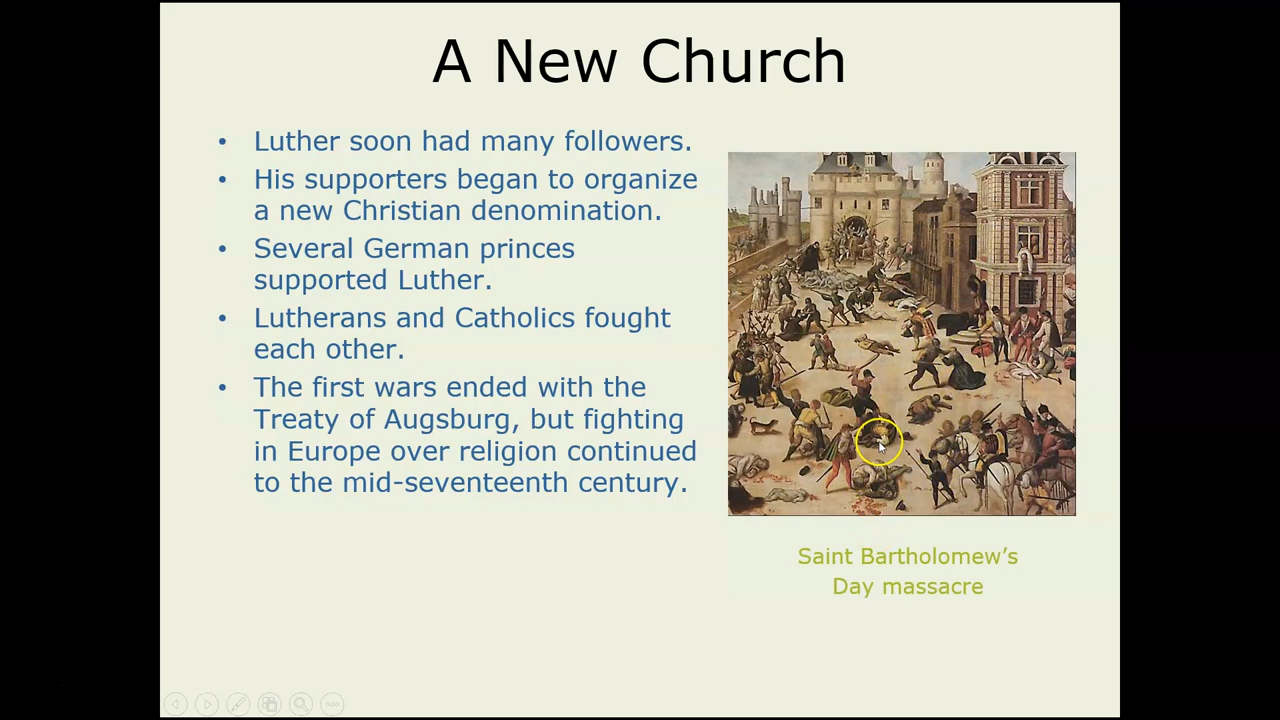 A New Church
• Luther soon had many followers.
• His supporters began to organize
a new Christian denomination.
• Several German princes
supported Luther.
• Lutherans and Catholics fought
each other.
• The first wars ended with the
Treaty of Augsburg, but fighting
in Europe over religion continued
to the mid-seventeenth century.
Saint Bartholomew’s
Day massacre